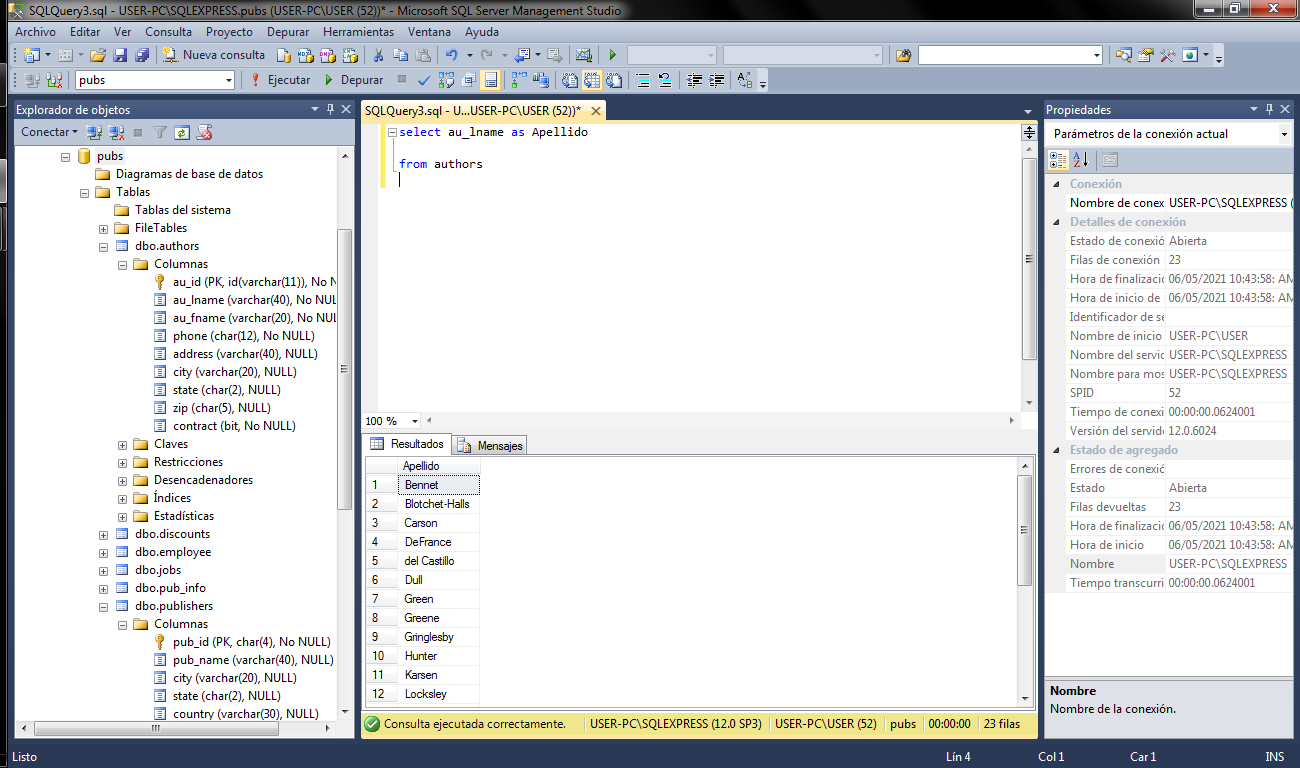 SQLQuery3.sql - USER-PC\SQLEXPRESS.pubs (USER-PC\USER (52))* - Microsoft SQL Server Management Studio
Archivo Editar Ver Consulta Proyecto Depurar Herramientas Ventana Ayuda
Nueva consulta
pubs Ejecutar Depurar
Explorador de objetos
Conectar
pubs
Diagramas de base de datos
Tablas
Tablas del sistema
FileTables
dbo.authors
Columnas
au_id (PK, id(varchar(11)), No N
au_lname (varchar(40), No NUL
au_fname (varchar(20), No NUL
phone (char(12), No NULL)
address (varchar(40), NULL)
city (varchar(20), NULL)
state (char(2), NULL)
zip (char(5), NULL)
contract (bit, No NULL)
Claves
Restricciones
Desencadenadores
Índices
Estadísticas
dbo.discounts
dbo.employee
dbo.jobs
dbo.pub_info
dbo.publishers
Columnas
pub_id (PK, char(4), No NULL)
pub_name (varchar(40), NULL)
city (varchar(20), NULL)
state (char(2), NULL)
country (varchar(30), NULL)
SQLQuery3.sql - U...USER-PC\USER (52))*
select au_lname as Apellido
from authors
100 %
Resultados Mensajes
Apellido
1 Bennet
2 Blotchet-Halls
3 Carson
4 DeFrance
5 del Castillo
6 Dull
7 Green
8 Greene
9 Gringlesby
10 Hunter
11 Karsen
12 Locksley
Consulta ejecutada correctamente. USER-PC\SQLEXPRESS (12.0 SP3) USER-PC\USER (52) pubs 00:00:00 23 filas
Propiedades
Parámetros de la conexión actual
Conexión
Nombre de conex USER-PC\SQLEXPRESS (
Detalles de conexión
Estado de conexió Abierta
Filas de conexión 23
Hora de finalizacio 06/05/2021 10:43:58: AM
Hora de inicio de 06/05/2021 10:43:58: AM
Identificador de se
Nombre de inicio USER-PC\USER
Nombre del servid USER-PC\SQLEXPRESS
Nombre para mos USER-PC\SQLEXPRESS
SPID 52
Tiempo de conexi 00:00:00.0624001
Versión del servid 12.0.6024
Estado de agregado
Errores de conexió
Estado Abierta
Filas devueltas 23
Hora de finalizacio 06/05/2021 10:43:58: AM
Hora de inicio 06/05/2021 10:43:58: AM
Nombre USER-PC\SQLEXPRESS
Tiempo transcurri 00:00:00.0624001
Nombre
Nombre de la conexión.
Listo Lín 4 Col 1 Car 1 INS